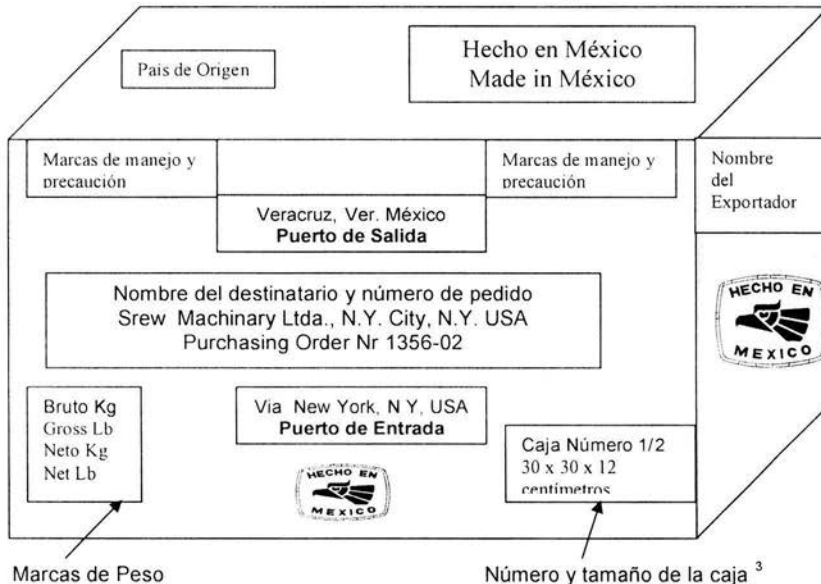 Pais de Origen
Hecho en México
Made in México
Marcas de manejo y
precaución
Marcas de manejo y
precaución
Nombre
del
Exportador
Veracruz, Ver. México
Puerto de Salida
Nombre del destinatario y número de pedido
Srew Machinary Ltda., N.Y. City, N.Y. USA
Purchasing Order Nr 1356-02
HECHO EN
MEXICO
Bruto Kg
Gross Lb
Neto Kg
Net Lb
Via New York, N Y, USA
Puerto de Entrada
Caja Número 1/2
30 x 30 x 12
centímetros
HECHO EN
MEXICO
Marcas de Peso
Número y tamaño de la caja 3